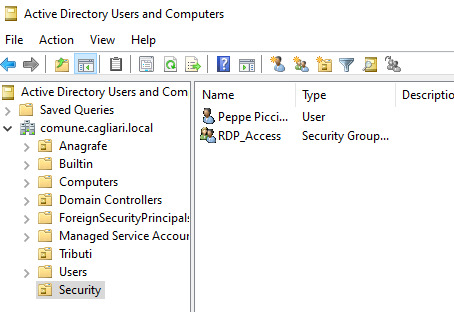 Active Directory Users and Computers
File Action View Help
Active Directory Users and Com
Saved Queries
comune.cagliari.local
Anagrafe
Builtin
Computers
Domain Controllers
ForeignSecurityPrincipals
Managed Service Accour
Tributi
Users
Security
Name Type Descriptio
Peppe Picci... User
RDP_Access Security Group...